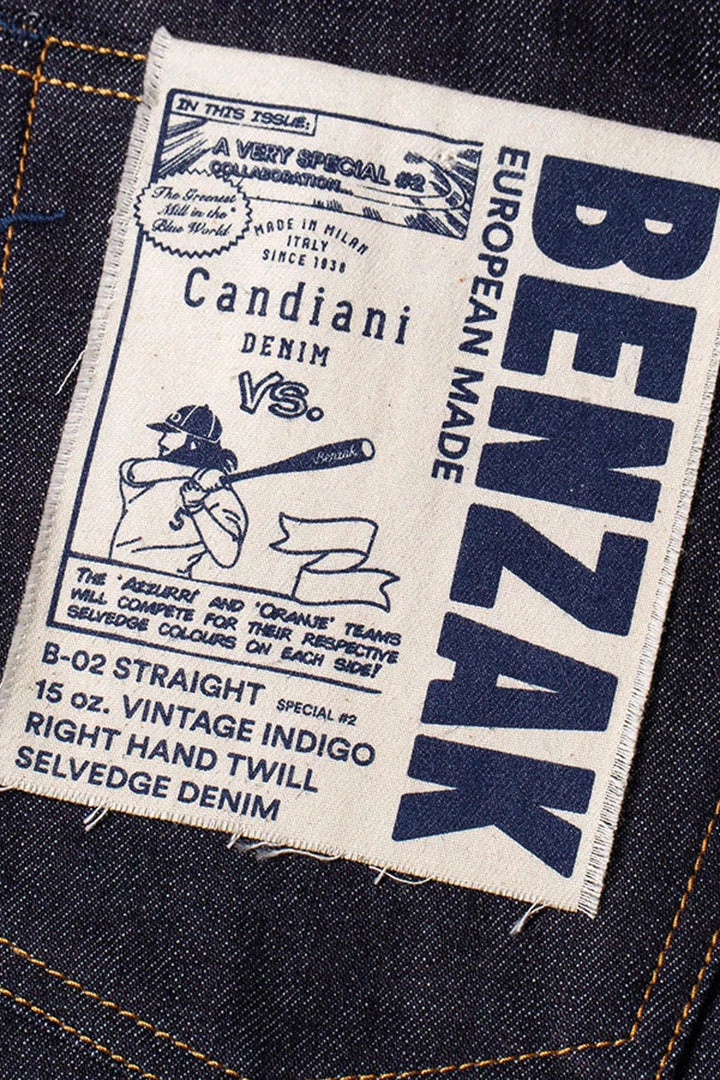 IN THIS ISSUE:
A VERY SPECIAL #2
COLLABORATION...
The Greenest
Mill in the
Blue World
MADE IN MILAN
ITALY
SINCE 1938
Candiani
DENIM
VS.
Benzak
THE 'AZZURRI' AND 'ORANJE' TEAMS
WILL COMPETE FOR THEIR RESPECTIVE
SELVEDGE COLOURS ON EACH SIDE!
B-02 STRAIGHT SPECIAL #2
15 oz. VINTAGE INDIGO
RIGHT HAND TWILL
SELVEDGE DENIM
EUROPEAN MADE
BENZAK